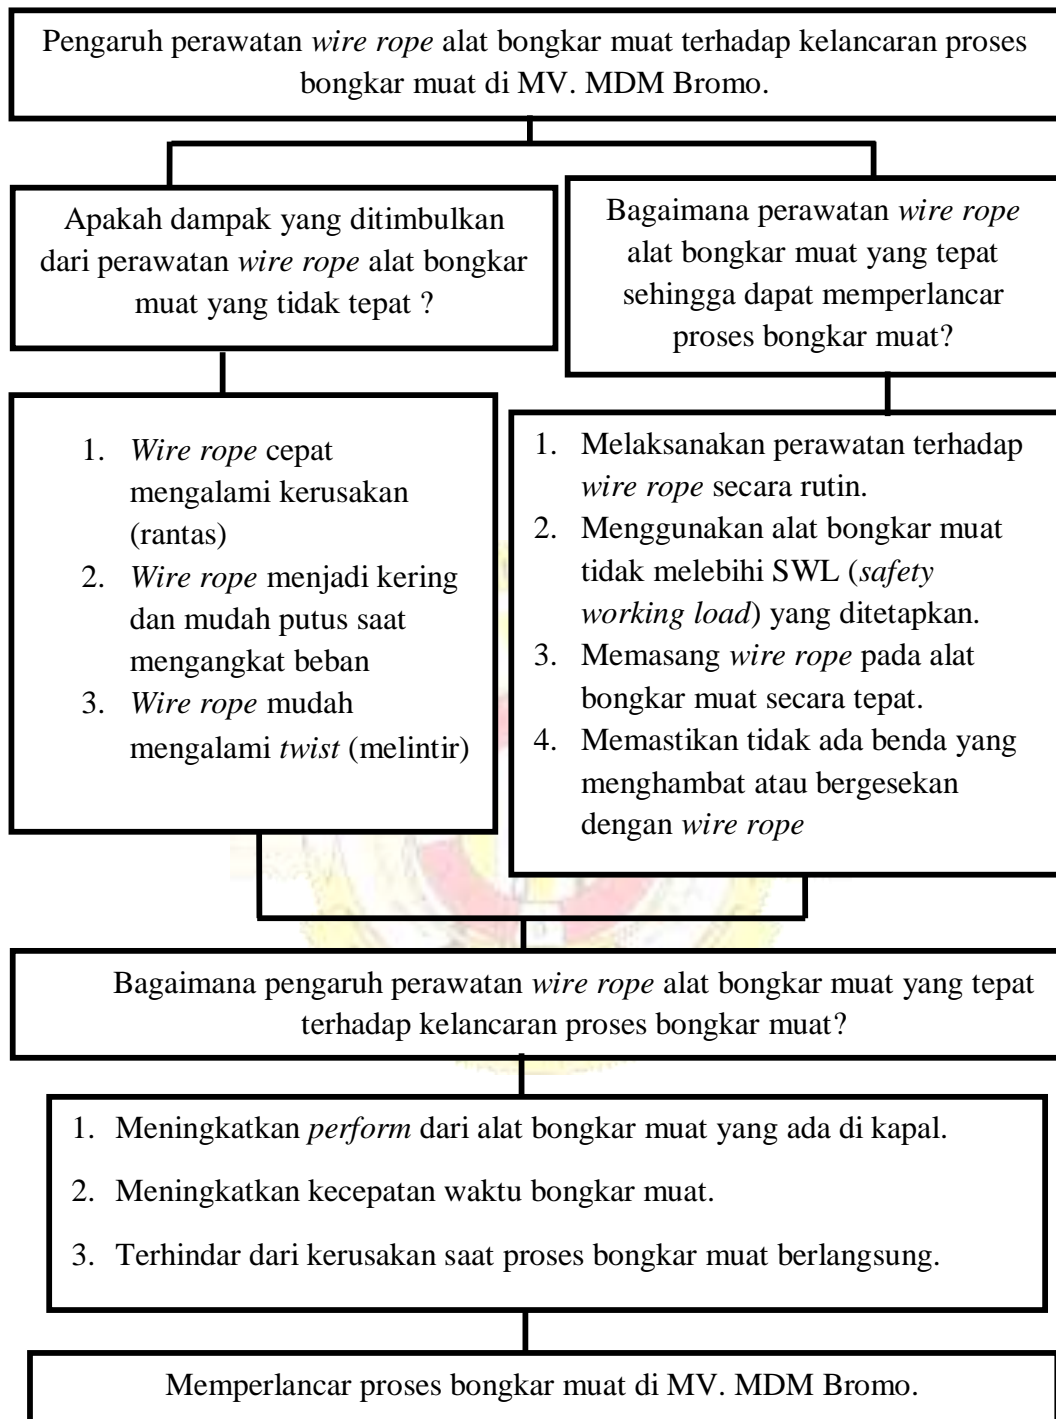 Pengaruh perawatan wire rope alat bongkar muat terhadap kelancaran proses
bongkar muat di MV. MDM Bromo.
Apakah dampak yang ditimbulkan
dari perawatan wire rope alat bongkar
muat yang tidak tepat ?
Bagaimana perawatan wire rope
alat bongkar muat yang tepat
sehingga dapat memperlancar
proses bongkar muat?
1. Wire rope cepat
mengalami kerusakan
(rantas)
2. Wire rope menjadi kering
dan mudah putus saat
mengangkat beban
3. Wire rope mudah
mengalami twist (melintir)
1. Melaksanakan perawatan terhadap
wire rope secara rutin.
2. Menggunakan alat bongkar muat
tidak melebihi SWL (safety
working load) yang ditetapkan.
3. Memasang wire rope pada alat
bongkar muat secara tepat.
4. Memastikan tidak ada benda yang
menghambat atau bergesekan
dengan wire rope
Bagaimana pengaruh perawatan wire rope alat bongkar muat yang tepat
terhadap kelancaran proses bongkar muat?
1. Meningkatkan perform dari alat bongkar muat yang ada di kapal.
2. Meningkatkan kecepatan waktu bongkar muat.
3. Terhindar dari kerusakan saat proses bongkar muat berlangsung.
Memperlancar proses bongkar muat di MV. MDM Bromo.